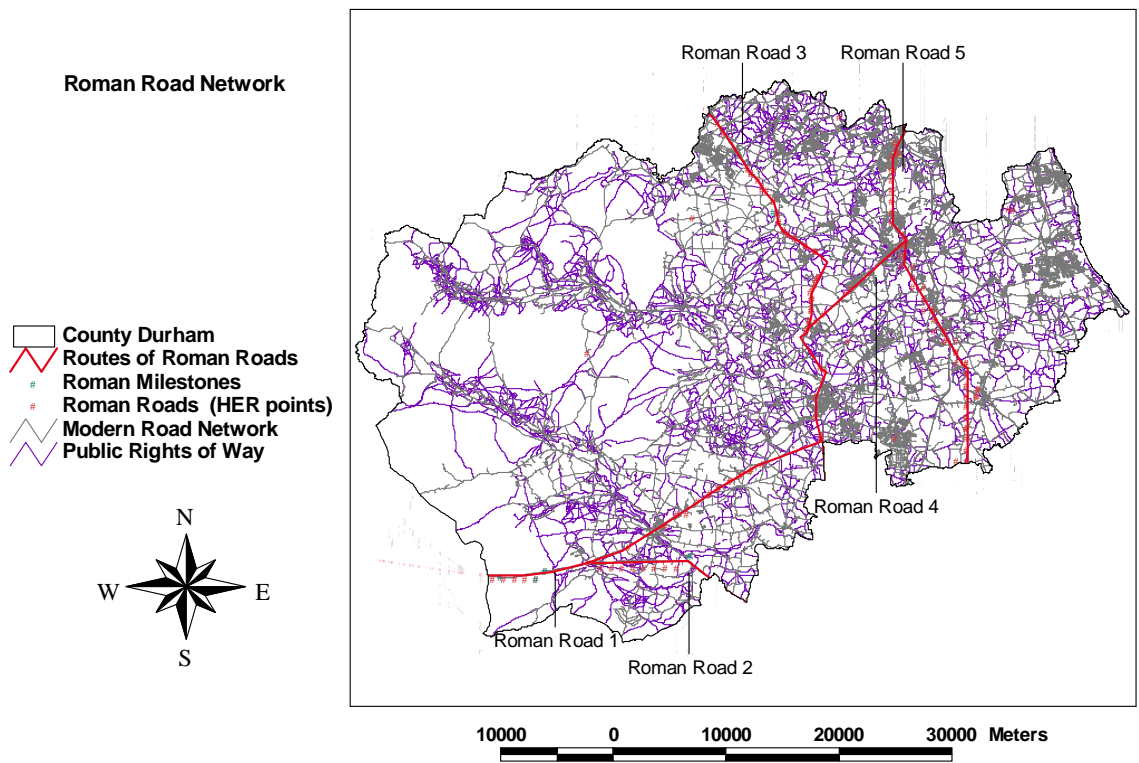 Roman Road Network
Roman Road 3
Roman Road 5
County Durham
Routes of Roman Roads
# Roman Milestones
# Roman Roads (HER points)
Modern Road Network
Public Rights of Way
N
W E
S
Roman Road 4
Roman Road 1
Roman Road 2
10000 0 10000 20000 30000 Meters